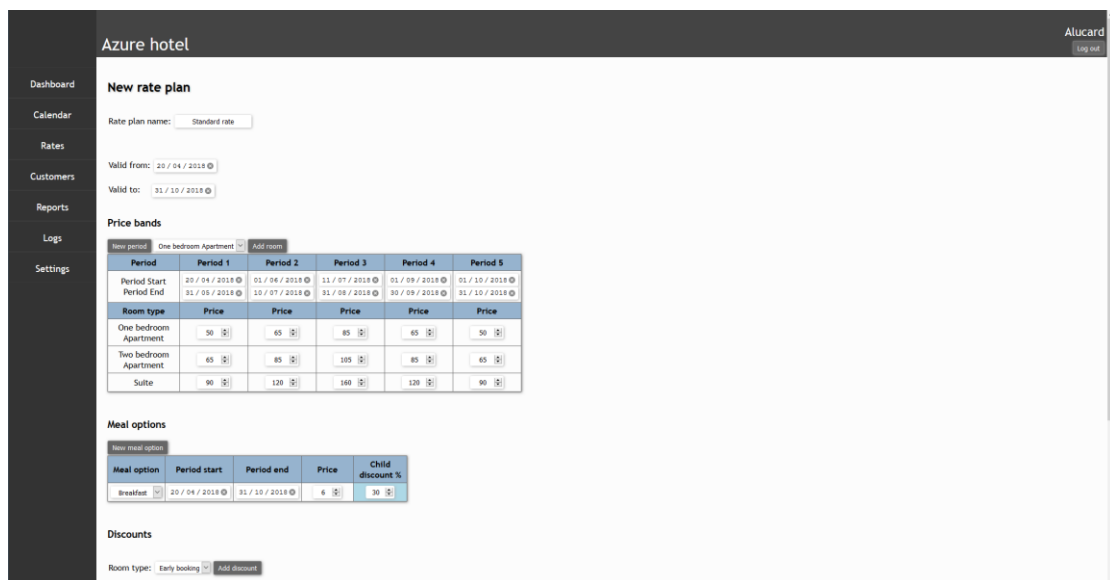 Azure hotel
Alucard
Log out
Dashboard
Calendar
Rates
Customers
Reports
Logs
Settings
New rate plan
Rate plan name: Standard rate
Valid from: 20 / 04 / 2018
Valid to: 31 / 10 / 2018
Price bands
New period One bedroom Apartment Add room
Period Period 1 Period 2 Period 3 Period 4 Period 5
Period Start 20 / 04 / 2018 01 / 06 / 2018 11 / 07 / 2018 01 / 09 / 2018 01 / 10 / 2018
Period End 31 / 05 / 2018 10 / 07 / 2018 31 / 08 / 2018 30 / 09 / 2018 31 / 10 / 2018
Room type Price Price Price Price Price
One bedroom
Apartment 50 65 85 65 50
Two bedroom
Apartment 65 85 105 85 65
Suite 90 120 160 120 90
Meal options
New meal option
Meal option Period start Period end Price Child
discount %
Breakfast 20 / 04 / 2018 31 / 10 / 2018 6 30
Discounts
Room type: Early booking Add discount